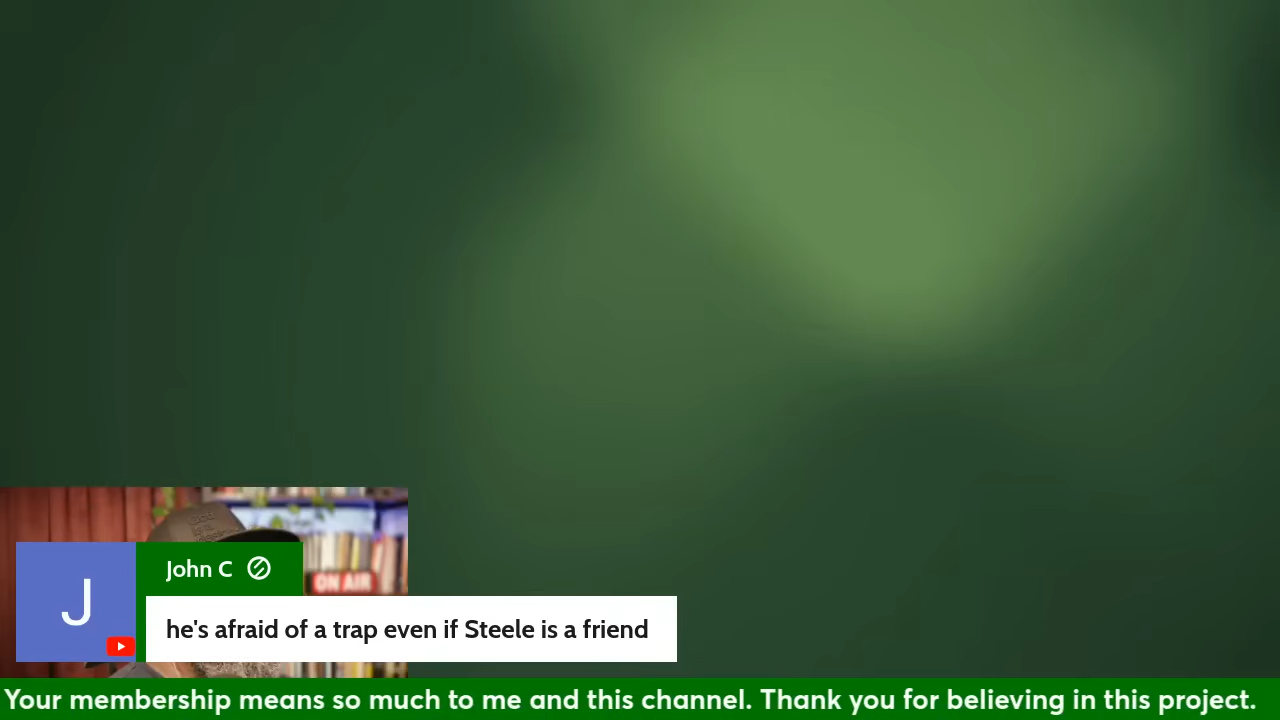 ON AIR
John C
J
he's afraid of a trap even if Steele is a friend
Your membership means so much to me and this channel. Thank you for believing in this project.